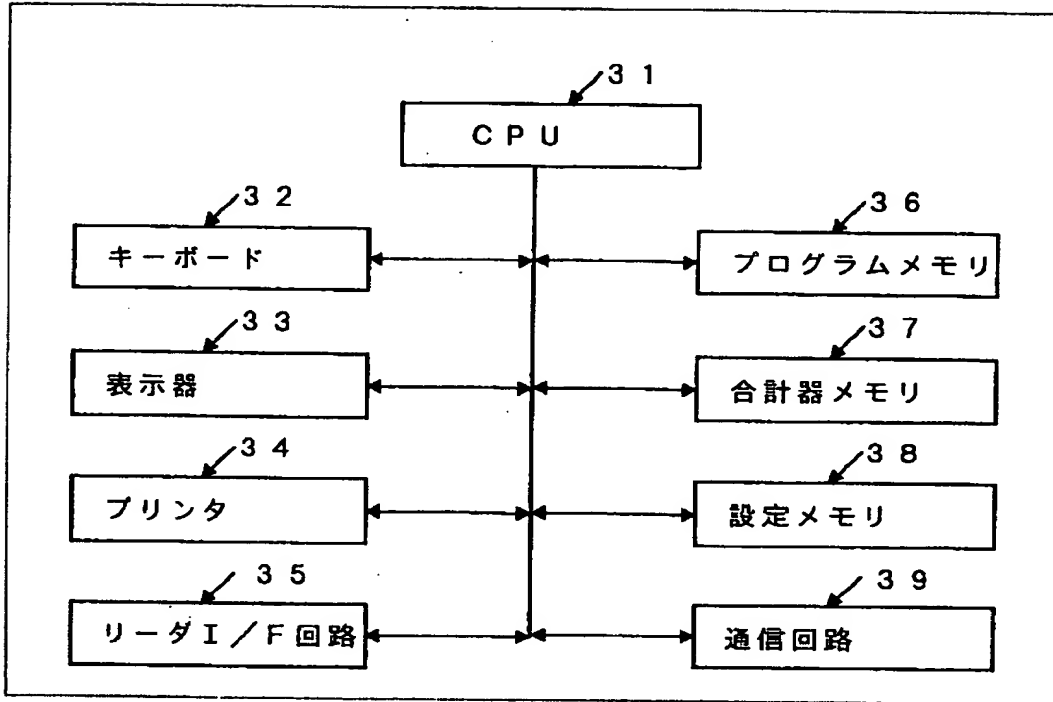 31
CPU
32
キーボード
36
プログラムメモリ
33
表示器
37
合計器メモリ
34
プリンタ
38
設定メモリ
35
リーダI/F回路
39
通信回路